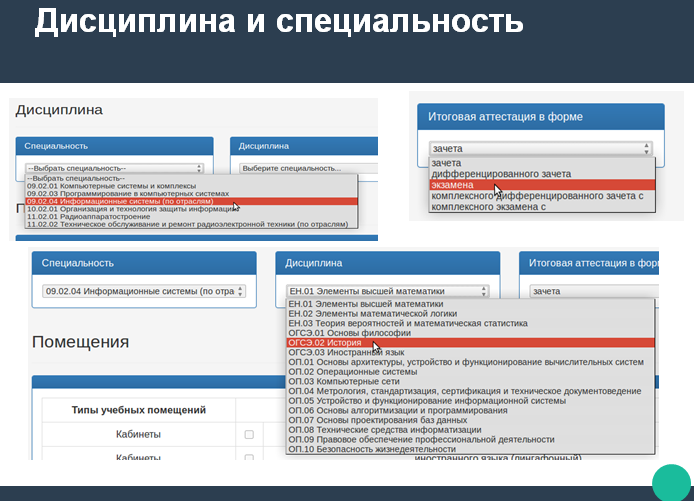 Дисциплина и специальность
Дисциплина
Специальность
Дисциплина
--Выбрать специальность--
Выберите специальность...
--Выбрать специальность--
09.02.01 Компьютерные системы и комплексы
09.02.03 Программирование в компьютерных системах
09.02.04 Информационные системы (по отраслям)
10.02.01 Организация и технология защиты информации
11.02.01 Радиоаппаратостроение
11.02.02 Техническое обслуживание и ремонт радиоэлектронной техники (по отраслям)
Итоговая аттестация в форме
зачета
зачета
дифференцированного зачета
экзамена
комплексного дифференцированного зачета с
комплексного экзамена с
Специальность
Дисциплина
Итоговая аттестация в форм
09.02.04 Информационные системы (по отра
ЕН.01 Элементы высшей математики
зачета
ЕН.01 Элементы высшей математики
ЕН.02 Элементы математической логики
ЕН.03 Теория вероятностей и математическая статистика
ОГСЭ.01 Основы философии
ОГСЭ.02 История
ОГСЭ.03 Иностранный язык
ОП.01 Основы архитектуры, устройство и функционирование вычислительных систем
ОП.02 Операционные системы
ОП.03 Компьютерные сети
ОП.04 Метрология, стандартизация, сертификация и техническое документоведение
ОП.05 Устройство и функционирование информационной системы
ОП.06 Основы алгоритмизации и программирования
ОП.07 Основы проектирования баз данных
ОП.08 Технические средства информатизации
ОП.09 Правовое обеспечение профессиональной деятельности
ОП.10 Безопасность жизнедеятельности
Помещения
Типы учебных помещений
Кабинеты
Кабинеты
иностранного языка (лингафонный)